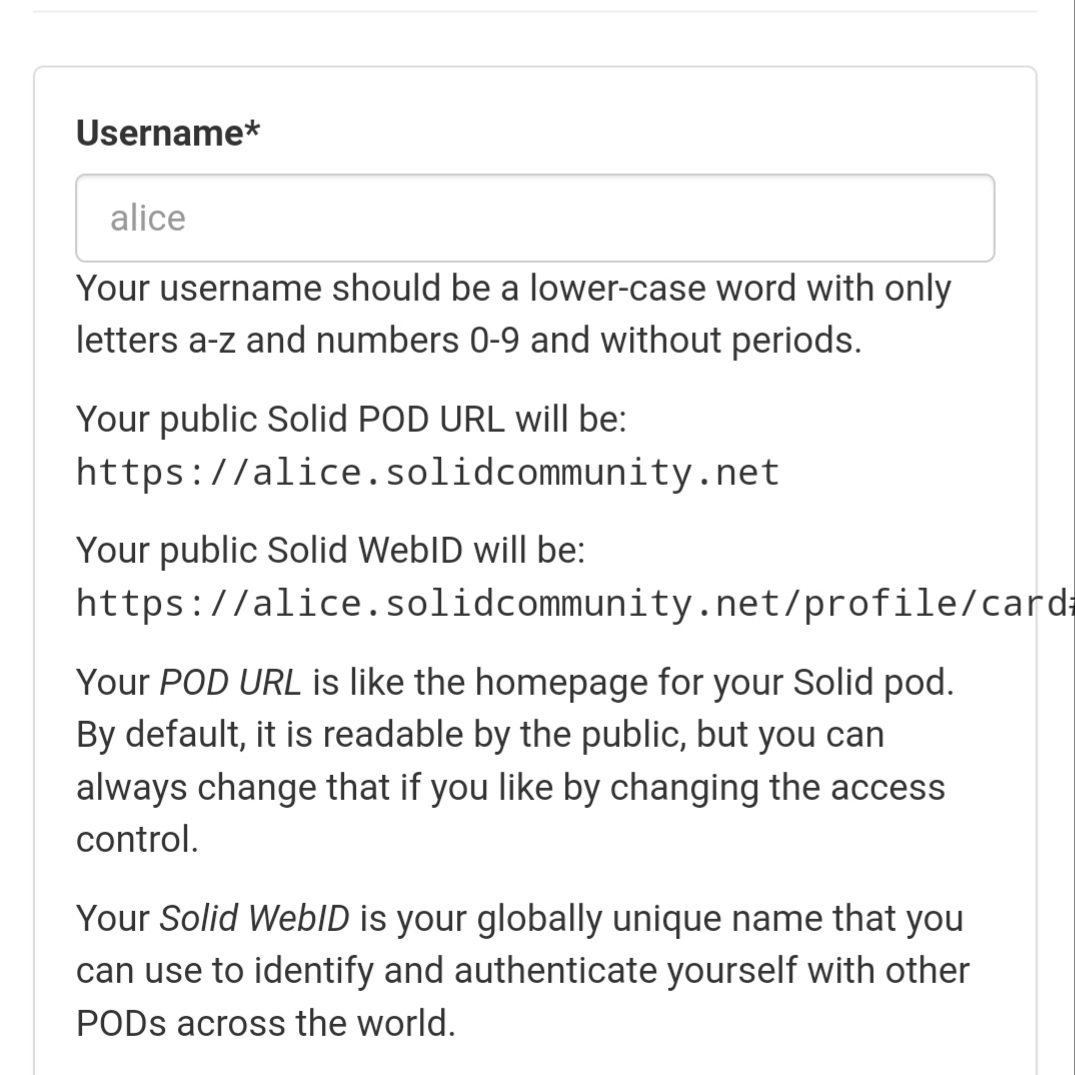 Username*
alice
Your username should be a lower-case word with only
letters a-z and numbers 0-9 and without periods.
Your public Solid POD URL will be:
https://alice.solidcommunity.net
Your public Solid WebID will be:
https://alice.solidcommunity.net/profile/card#
Your POD URL is like the homepage for your Solid pod.
By default, it is readable by the public, but you can
always change that if you like by changing the access
control.
Your Solid WebID is your globally unique name that you
can use to identify and authenticate yourself with other
PODs across the world.